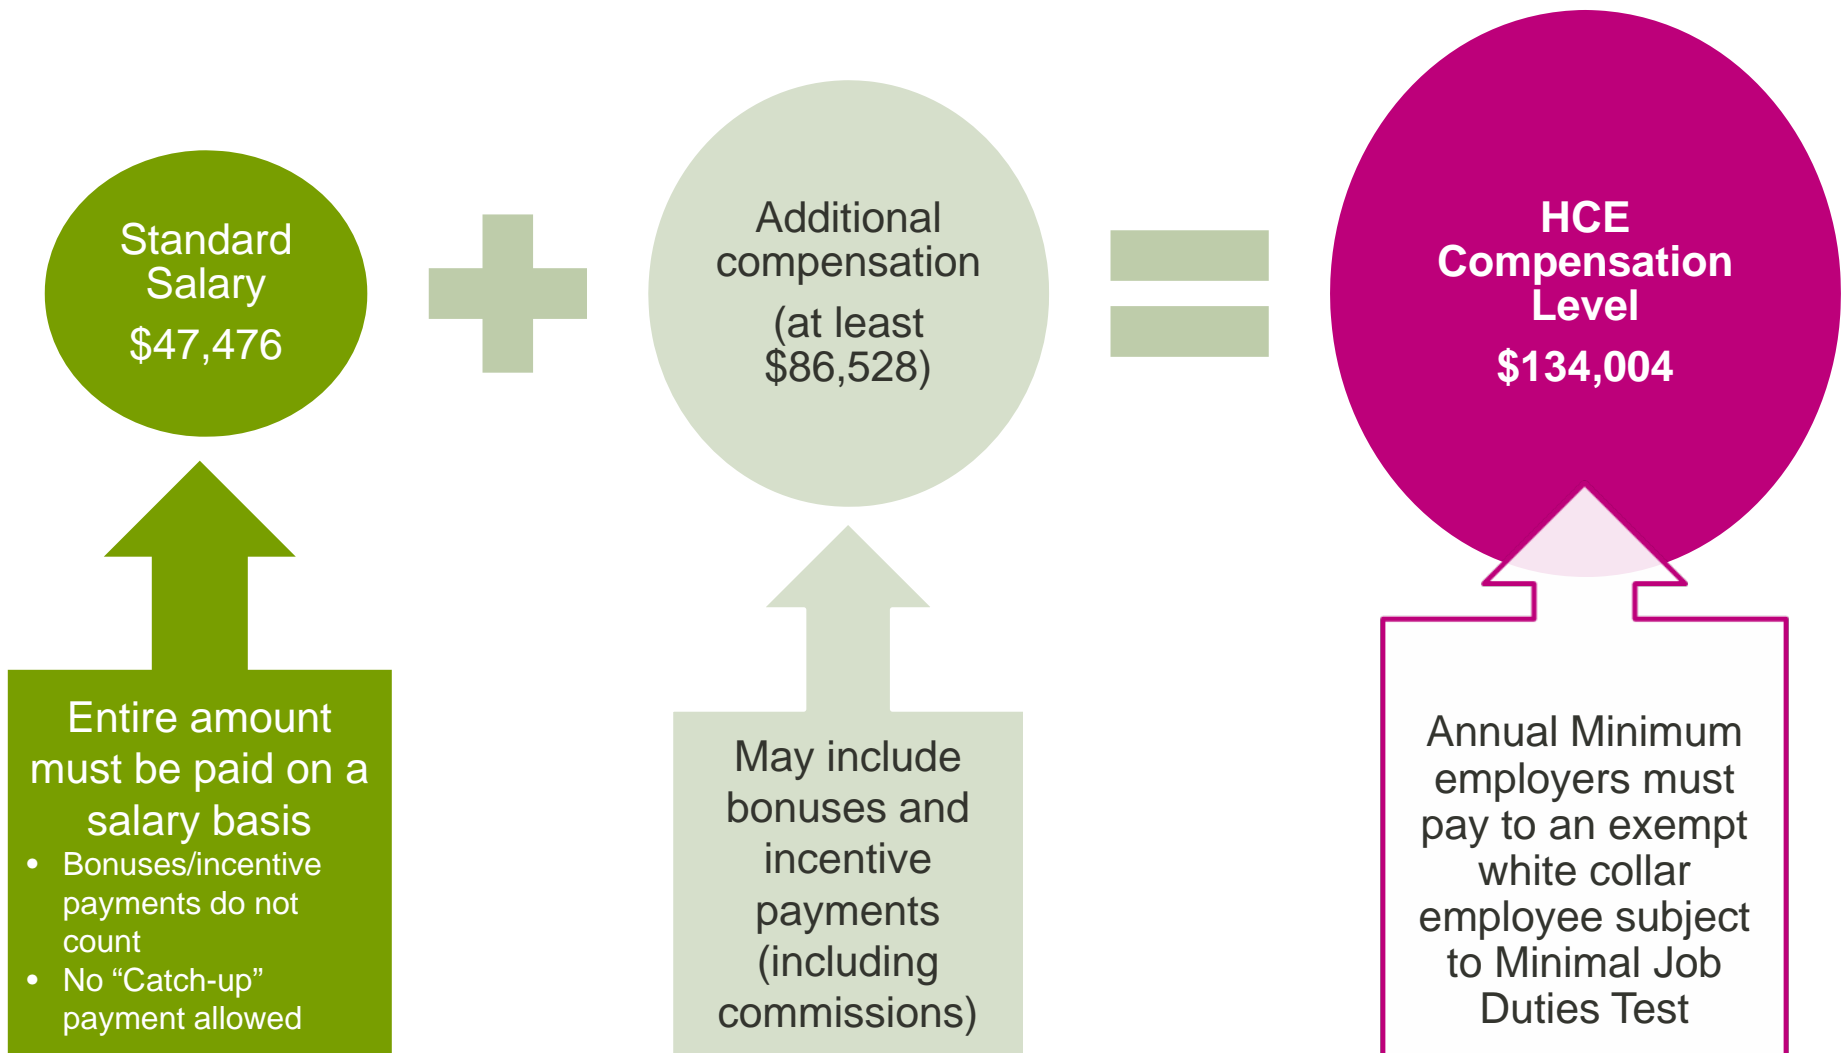 Standard
Salary
$47,476
Additional
compensation
(at least
$86,528)
HCE
Compensation
Level
$134,004
Entire amount
must be paid on a
salary basis
• Bonuses/incentive
payments do not
count
• No “Catch-up”
payment allowed
May include
bonuses and
incentive
payments
(including
commissions)
Annual Minimum
employers must
pay to an exempt
white collar
employee subject
to Minimal Job
Duties Test